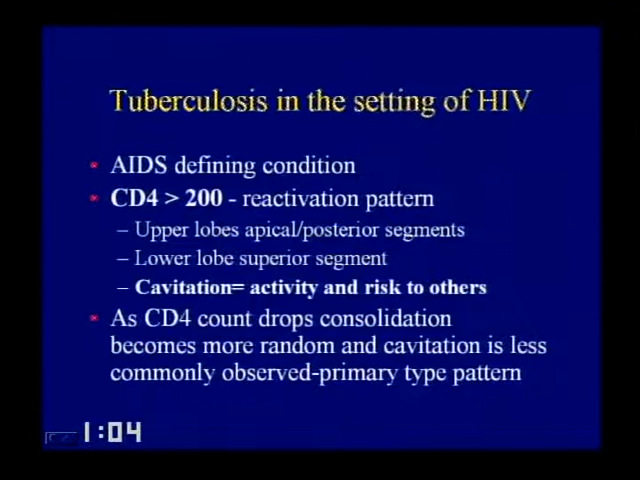 Tuberculosis in the setting of HIV
AIDS defining condition
CD4 > 200 - reactivation pattern
– Upper lobes apical/posterior segments
– Lower lobe superior segment
– Cavitation= activity and risk to others
As CD4 count drops consolidation
becomes more random and cavitation is less
commonly observed-primary type pattern
1:04